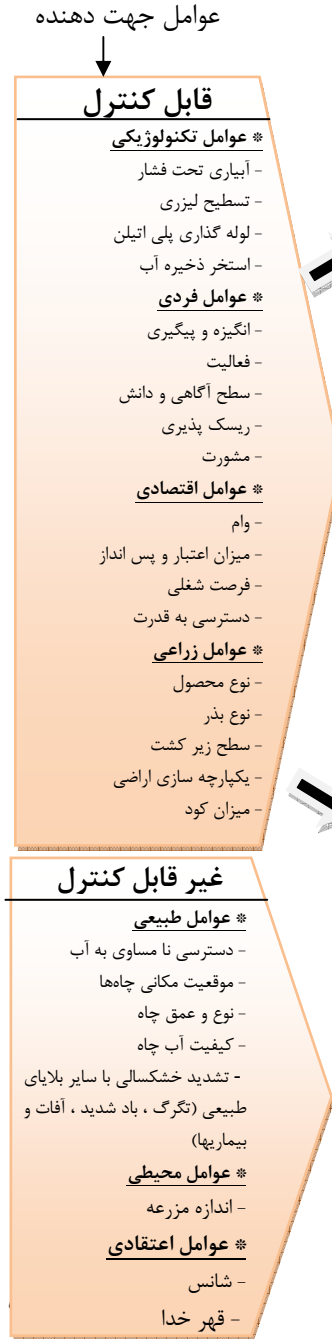 عوامل جهت دهنده
قابل کنترل
* عوامل تکنولوژیکی
- آبیاری تحت فشار
- تسطیح لیزری
- لوله گذاری پلی اتیلن
- استخر ذخیره آب
* عوامل فردی
- انگیزه و پیگیری
- فعالیت
- سطح آگاهی و دانش
- ریسک پذیری
- مشورت
* عوامل اقتصادی
- وام
- میزان اعتبار و پس انداز
- فرصت شغلی
- دسترسی به قدرت
* عوامل زراعی
- نوع محصول
- نوع بذر
- سطح زیر کشت
- یکپارچه سازی اراضی
- میزان کود
غیر قابل کنترل
* عوامل طبیعی
- دسترسی نا مساوی به آب
- موقعیت مکانی چاه‌ها
- نوع و عمق چاه
- کیفیت آب چاه
- تشدید خشکسالی با سایر بلایای
طبیعی (تگرگ ، باد شدید ، آفات و
بیماریها)
* عوامل محیطی
- اندازه مزرعه
* عوامل اعتقادی
- شانس
- قهر خدا